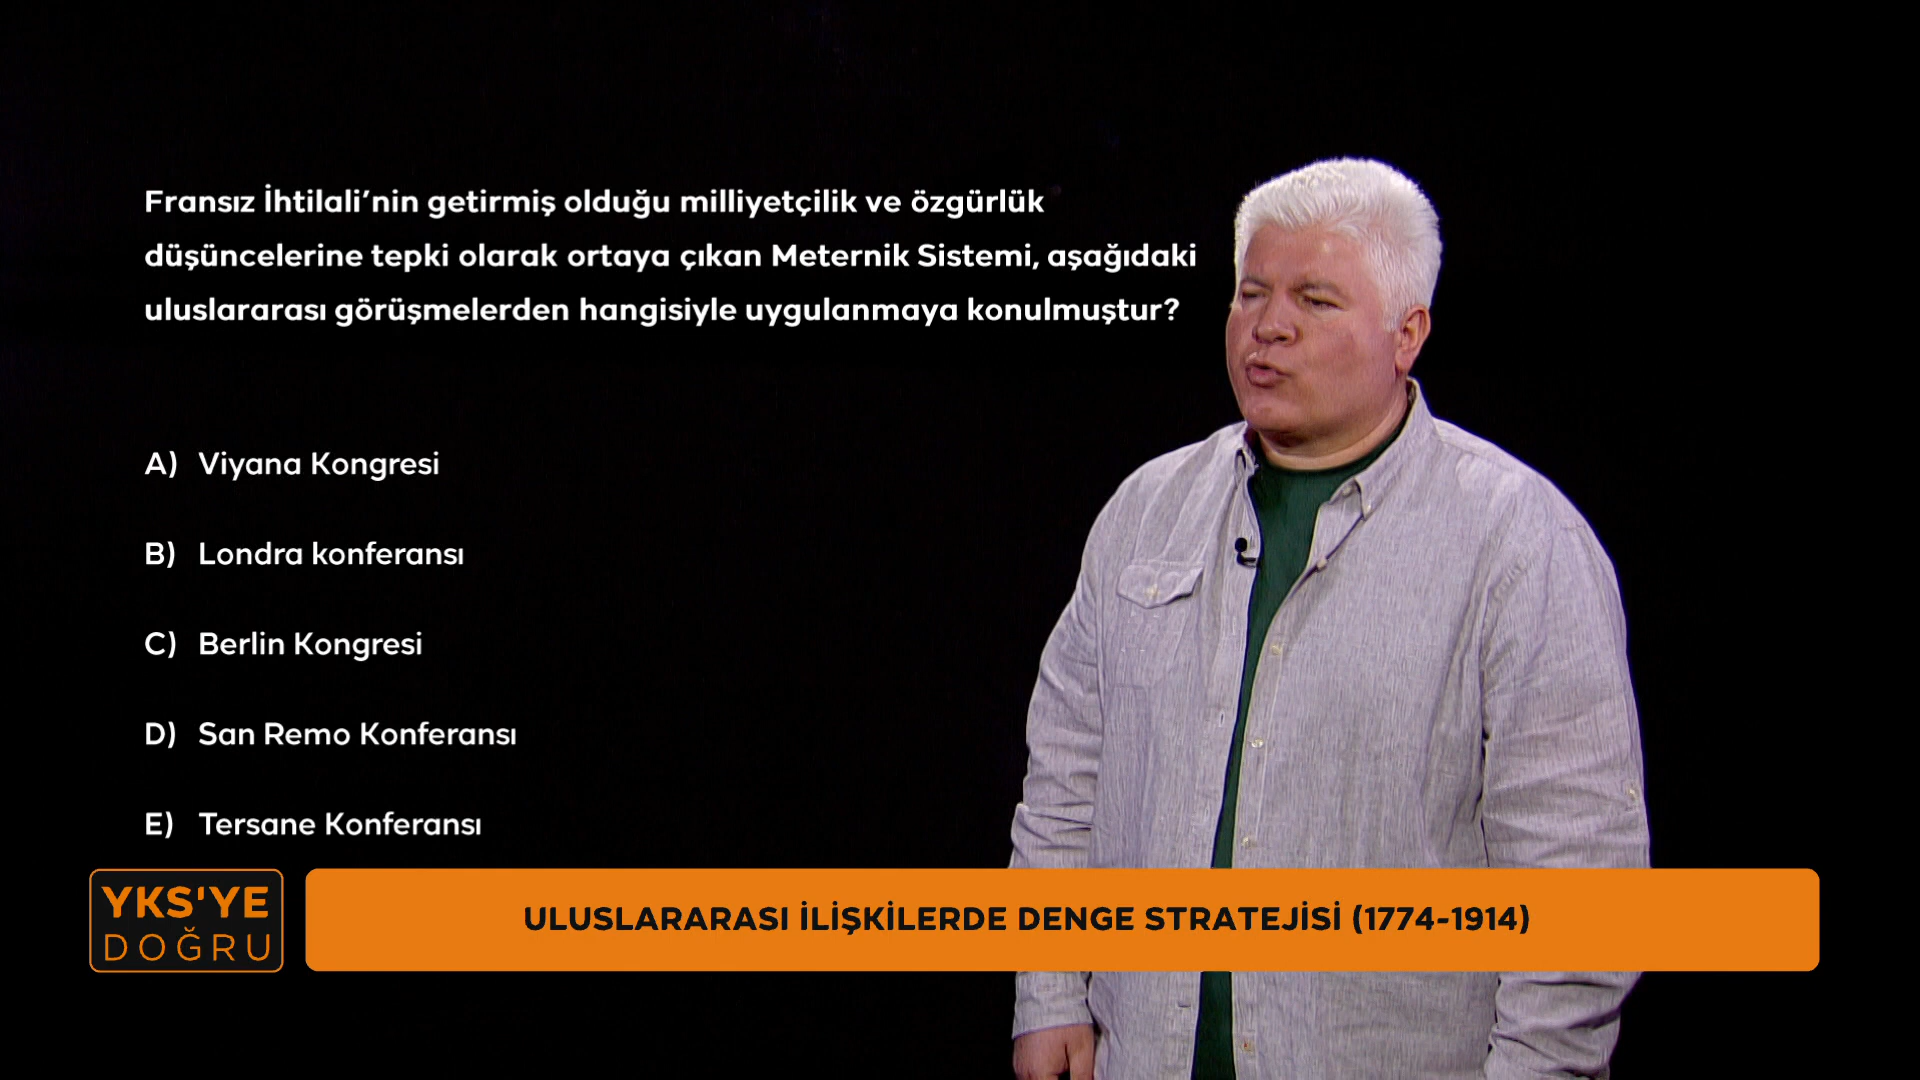 Fransız İhtilali’nin getirmiş olduğu milliyetçilik ve özgürlük
düşüncelerine tepki olarak ortaya çıkan Meternik Sistemi, aşağıdaki
uluslararası görüşmelerden hangisiyle uygulanmaya konulmuştur?
A) Viyana Kongresi
B) Londra konferansı
C) Berlin Kongresi
D) San Remo Konferansı
E) Tersane Konferansı
YKS'YE
DOĞRU
ULUSLARARASI İLİŞKİLERDE DENGE STRATEJİSİ (1774-1914)